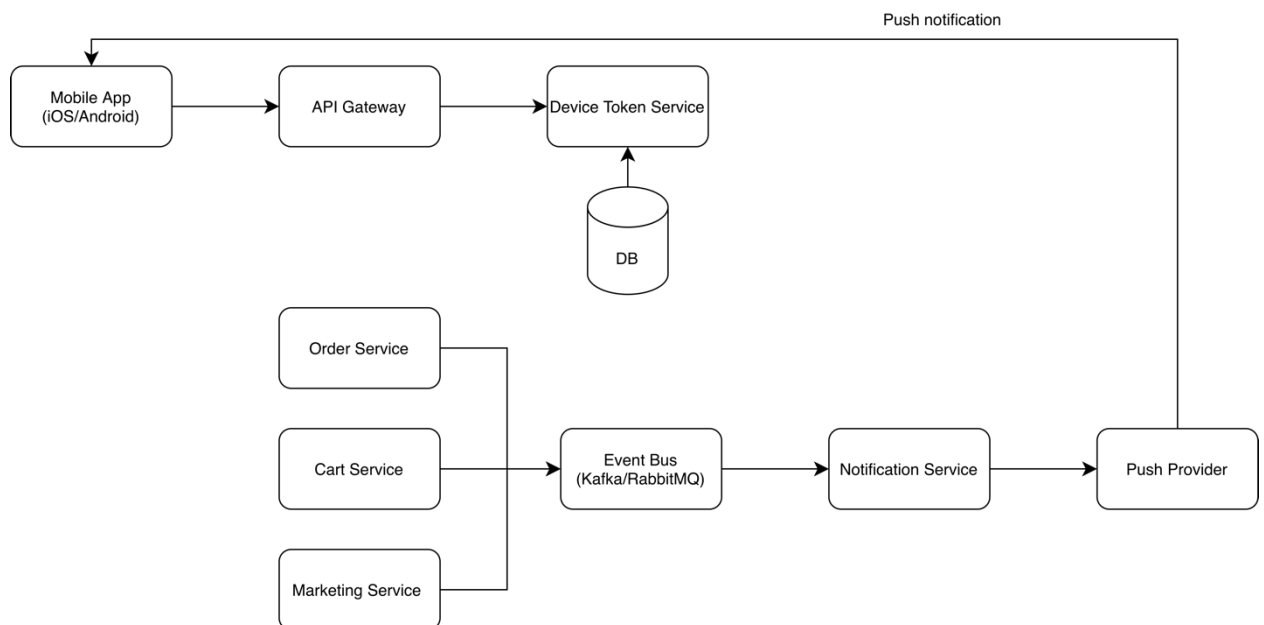 Push notification
Mobile App
(iOS/Android)
API Gateway
Device Token Service
DB
Order Service
Cart Service
Event Bus
(Kafka/RabbitMQ)
Notification Service
Push Provider
Marketing Service